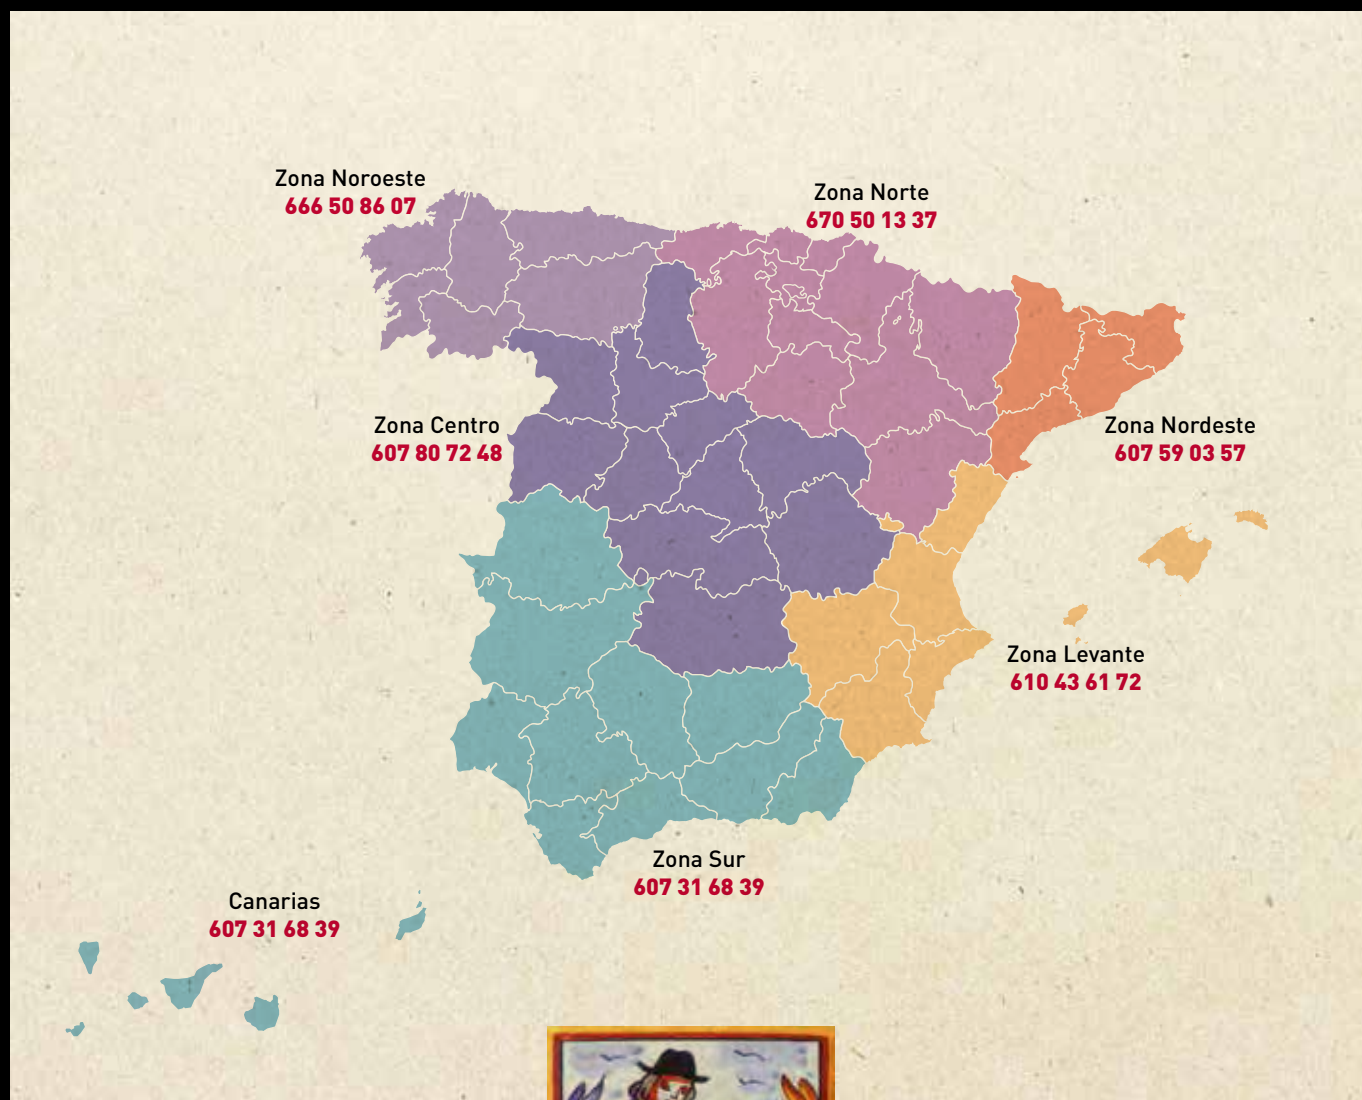 Zona Noroeste
666 50 86 07
Zona Norte
670 50 13 37
Zona Centro
607 80 72 48
Zona Nordeste
607 59 03 57
Zona Levante
610 43 61 72
Zona Sur
607 31 68 39
Canarias
607 31 68 39